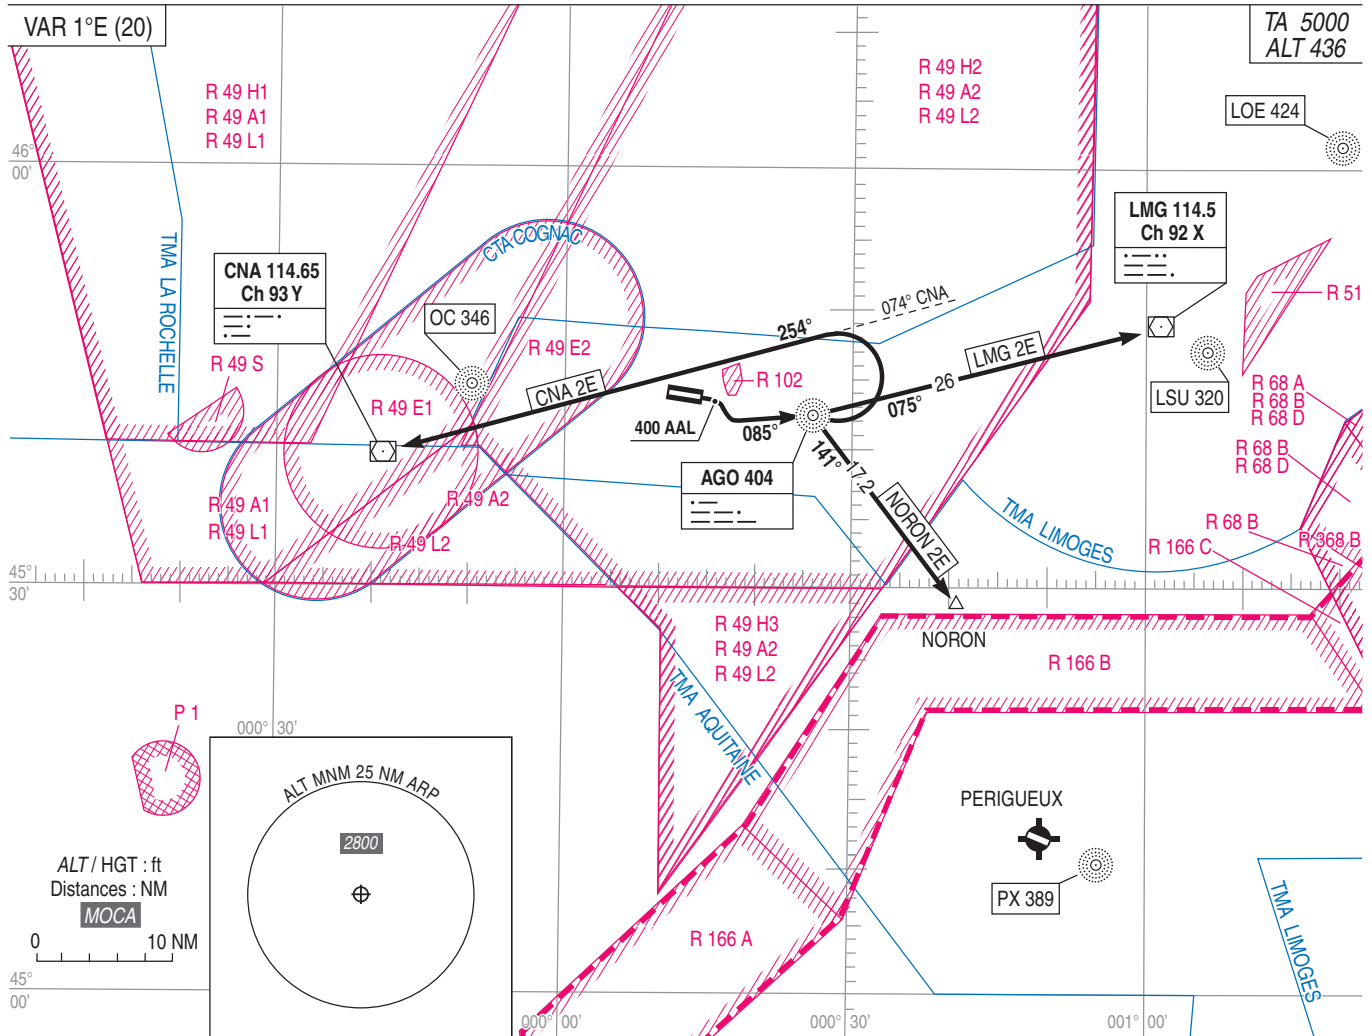 VAR 1°E (20)
TA 5000
ALT 436
R 49 H1
R 49 A1
R 49 L1
R 49 H2
R 49 A2
R 49 L2
LOE 424
46°
00'
TMA LA ROCHELLE
CTA COGNAC
LMG 114.5
Ch 92 X
CNA 114.65
Ch 93 Y
OC 346
074° CNA
254°
R 51
R 49 E2
LMG 2E
R 49 S
R 102
CNA 2E
26
075°
LSU 320
R 68 A
R 68 B
R 68 D
R 49 E1
400 AAL
085°
141°
17.2
R 68 B
R 68 D
AGO 404
R 49 A1
R 49 L1
R 49 A2
R 49 L2
NORON 2E
TMA LIMOGES
R 68 B
R 166 C
R 368 B
45°
30'
R 49 H3
R 49 A2
R 49 L2
NORON
R 166 B
TMA AQUITAINE
P 1
000° 30'
ALT MNM 25 NM ARP
2800
PERIGUEUX
PX 389
ALT / HGT : ft
Distances : NM
MOCA
0 10 NM
R 166 A
TMA LIMOGES
45°
00'
000° 00'
000° 30'
001° 00'